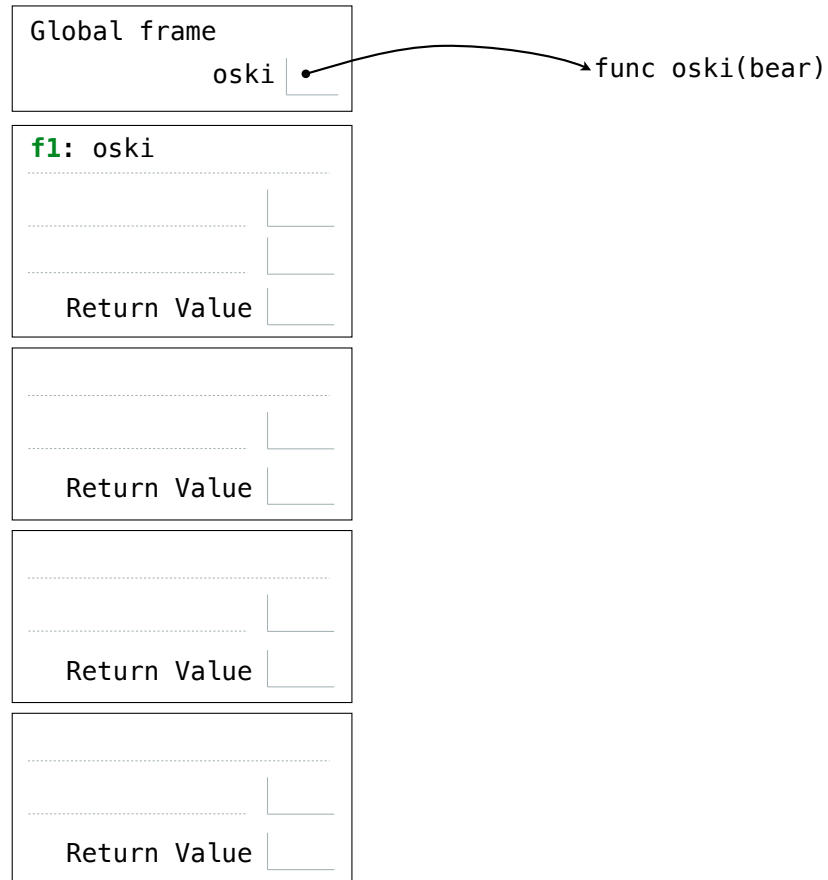 Global frame
oski
func oski(bear)
f1: oski
Return Value
Return Value
Return Value
Return Value